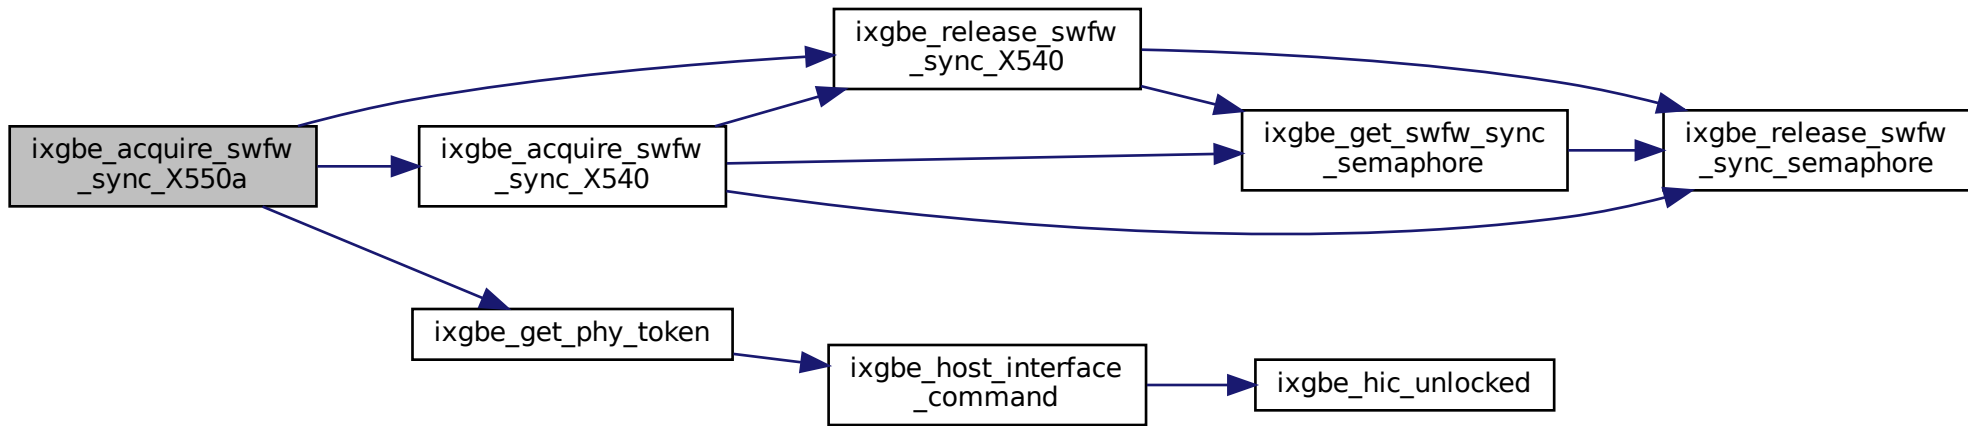 ixgbe_acquire_swfw
_sync_X550a
ixgbe_acquire_swfw
_sync_X540
ixgbe_release_swfw
_sync_X540
ixgbe_get_swfw_sync
_semaphore
ixgbe_release_swfw
_sync_semaphore
ixgbe_get_phy_token
ixgbe_host_interface
_command
ixgbe_hic_unlocked